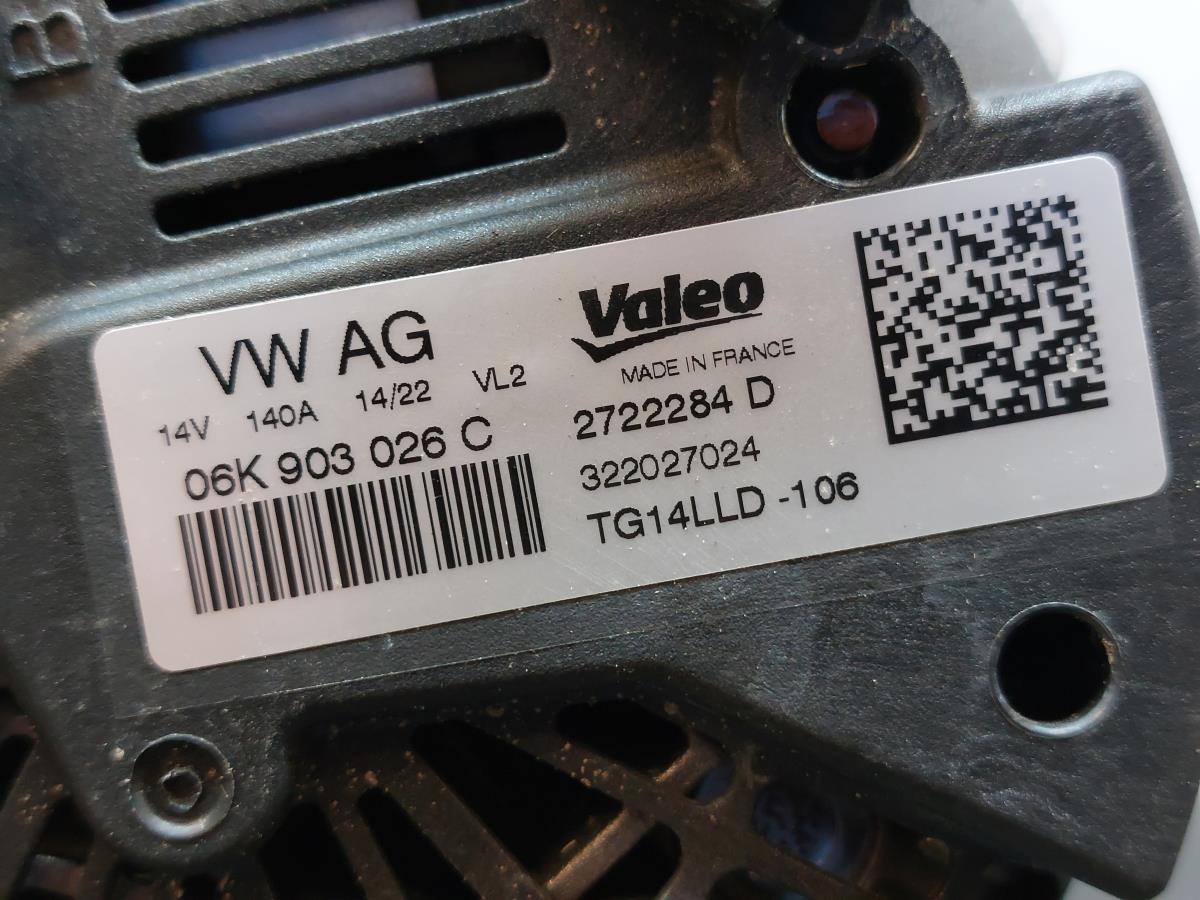 B
VW AG
14V 140A 14/22 VL2
06K 903 026 C
Valeo
MADE IN FRANCE
2722284 D
322027024
TG14LLD -106